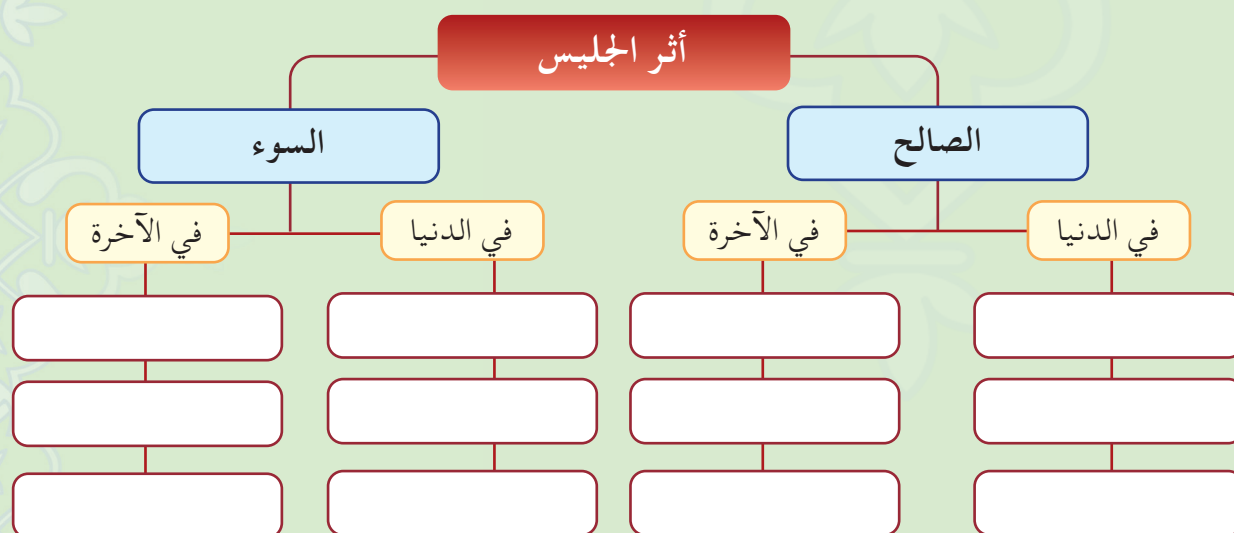 أثر الجليس
الصالح
السوء
في الدنيا
في الآخرة
في الدنيا
في الآخرة